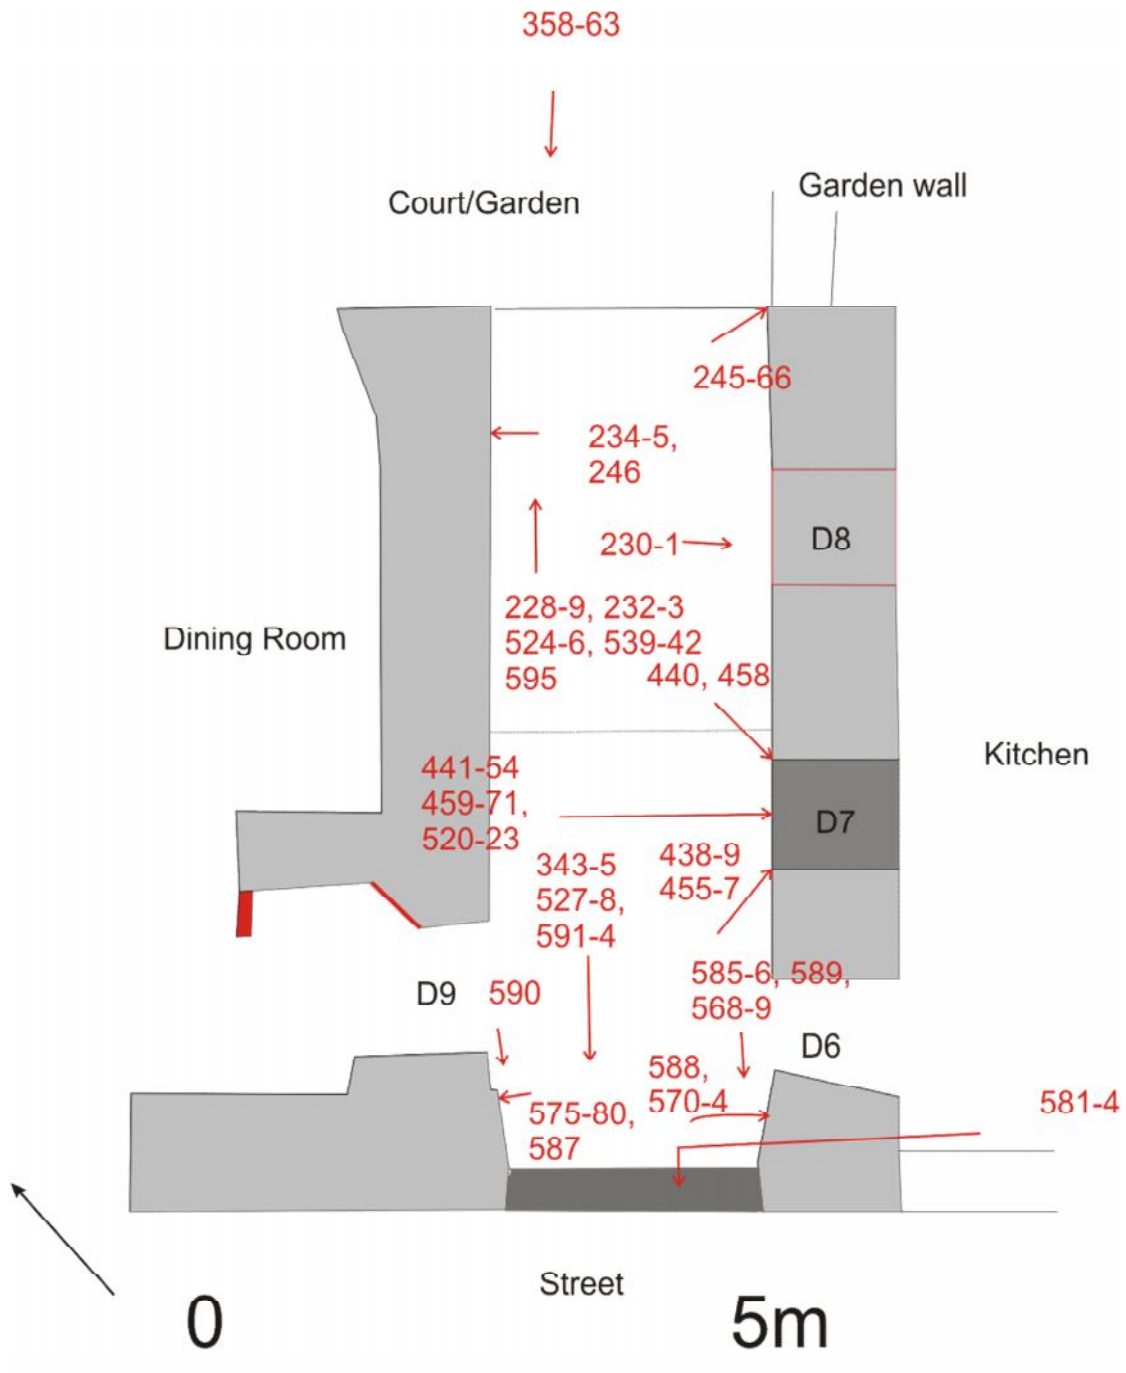 358-63
Court/Garden
Garden wall
245-66
234-5,
246
230-1
D8
228-9, 232-3
524-6, 539-42
595
440, 458
Dining Room
Kitchen
441-54
459-71,
520-23
D7
343-5
527-8,
591-4
438-9
455-7
585-6, 589,
568-9
D9
590
D6
588,
570-4
575-80,
587
581-4
Street
0
5m